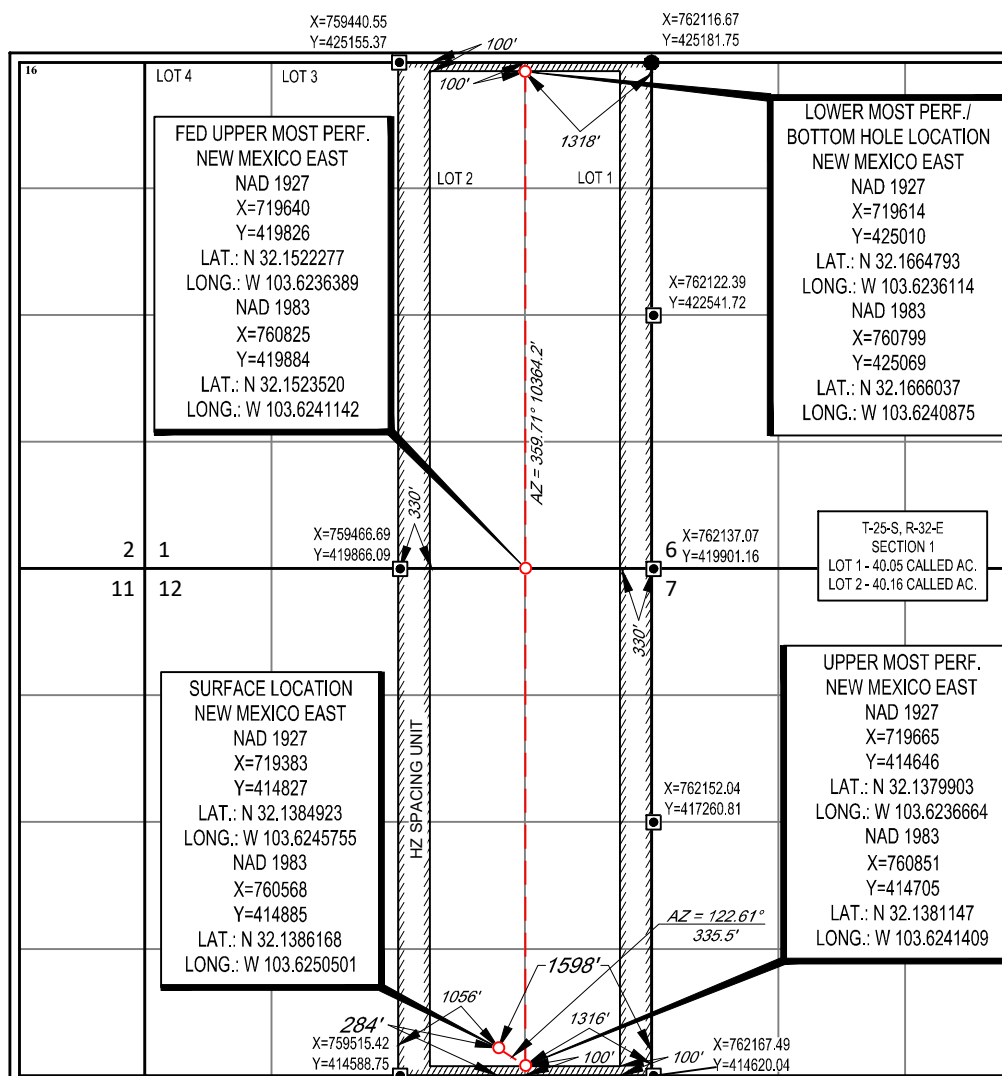 X=759440.55
Y=425155.37
X=762116.67
Y=425181.75
100'
16
LOT 4
LOT 3
100'
1318'
FED UPPER MOST PERF.
NEW MEXICO EAST
NAD 1927
X=719640
Y=419826
LAT.: N 32.1522277
LONG.: W 103.6236389
NAD 1983
X=760825
Y=419884
LAT.: N 32.1523520
LONG.: W 103.6241142
LOWER MOST PERF./
BOTTOM HOLE LOCATION
NEW MEXICO EAST
NAD 1927
X=719614
Y=425010
LAT.: N 32.1664793
LONG.: W 103.6236114
NAD 1983
X=760799
Y=425069
LAT.: N 32.1666037
LONG.: W 103.6240875
LOT 2
LOT 1
X=762122.39
Y=422541.72
AZ = 359.71° 10364.2'
330'
X=759466.69
Y=419866.09
X=762137.07
Y=419901.16
2
1
6
11
12
7
T-25-S, R-32-E
SECTION 1
LOT 1 - 40.05 CALLED AC.
LOT 2 - 40.16 CALLED AC.
330'
SURFACE LOCATION
NEW MEXICO EAST
NAD 1927
X=719383
Y=414827
LAT.: N 32.1384923
LONG.: W 103.6245755
NAD 1983
X=760568
Y=414885
LAT.: N 32.1386168
LONG.: W 103.6250501
UPPER MOST PERF.
NEW MEXICO EAST
NAD 1927
X=719665
Y=414646
LAT.: N 32.1379903
LONG.: W 103.6236664
NAD 1983
X=760851
Y=414705
LAT.: N 32.1381147
LONG.: W 103.6241409
HZ SPACING UNIT
X=762152.04
Y=417260.81
AZ = 122.61°
335.5'
1598'
1056'
284'
1316'
X=759515.42
Y=414588.75
100'
100'
X=762167.49
Y=414620.04